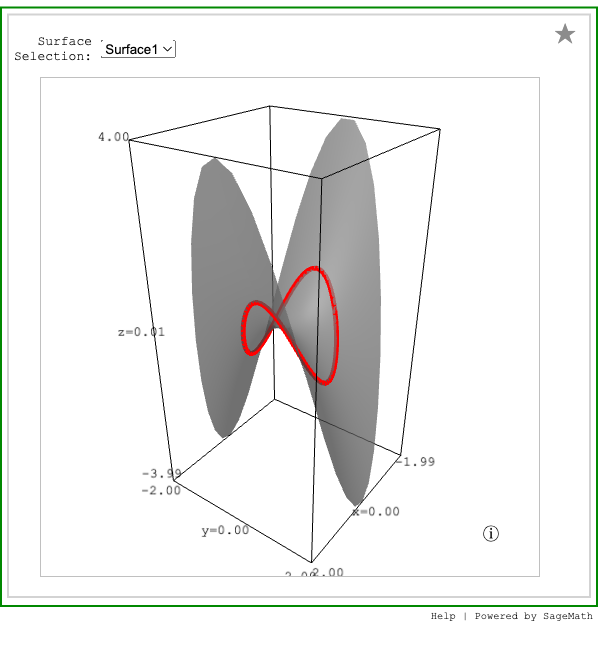 Surface
Selection:
Surface1
4.00
z=0.01
-3.99
-2.00
-1.99
x=0.00
y=0.00
2.00
Help | Powered by SageMath